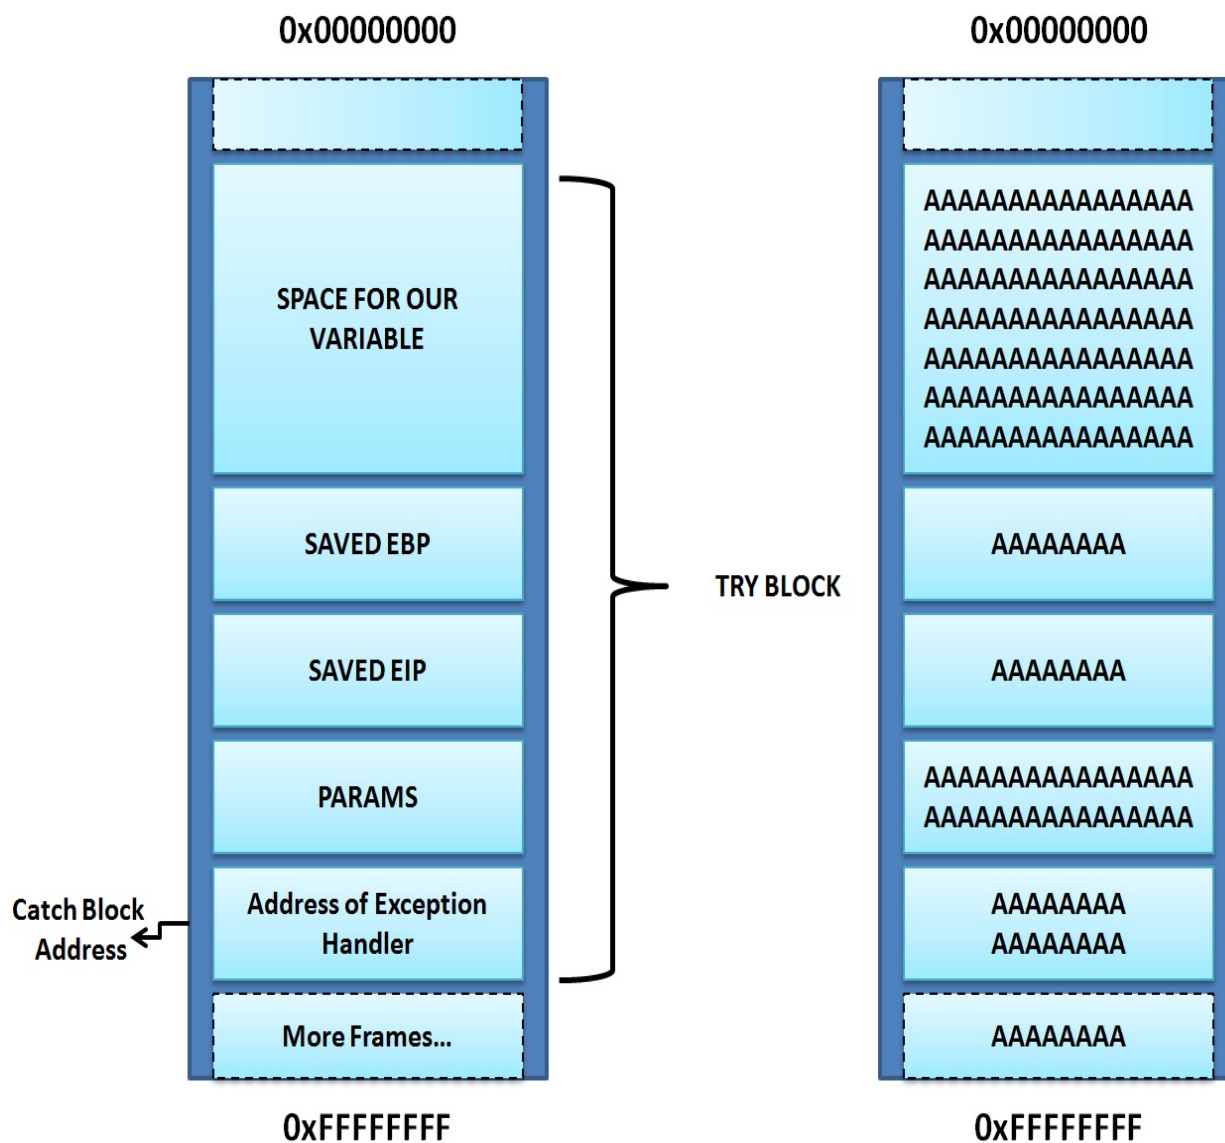 0x00000000
SPACE FOR OUR
VARIABLE
SAVED EBP
SAVED EIP
PARAMS
Address of Exception
Handler
More Frames...
0xFFFFFFFF
Catch Block
Address
TRY BLOCK
0x00000000
AAAAAAAAAAAAAAAA
AAAAAAAAAAAAAAAA
AAAAAAAAAAAAAAAA
AAAAAAAAAAAAAAAA
AAAAAAAAAAAAAAAA
AAAAAAAAAAAAAAAA
AAAAAAAAAAAAAAAA
AAAAAAAA
AAAAAAAA
AAAAAAAAAAAAAAAA
AAAAAAAAAAAAAAAA
AAAAAAAA
AAAAAAAA
AAAAAAAA
0xFFFFFFFF